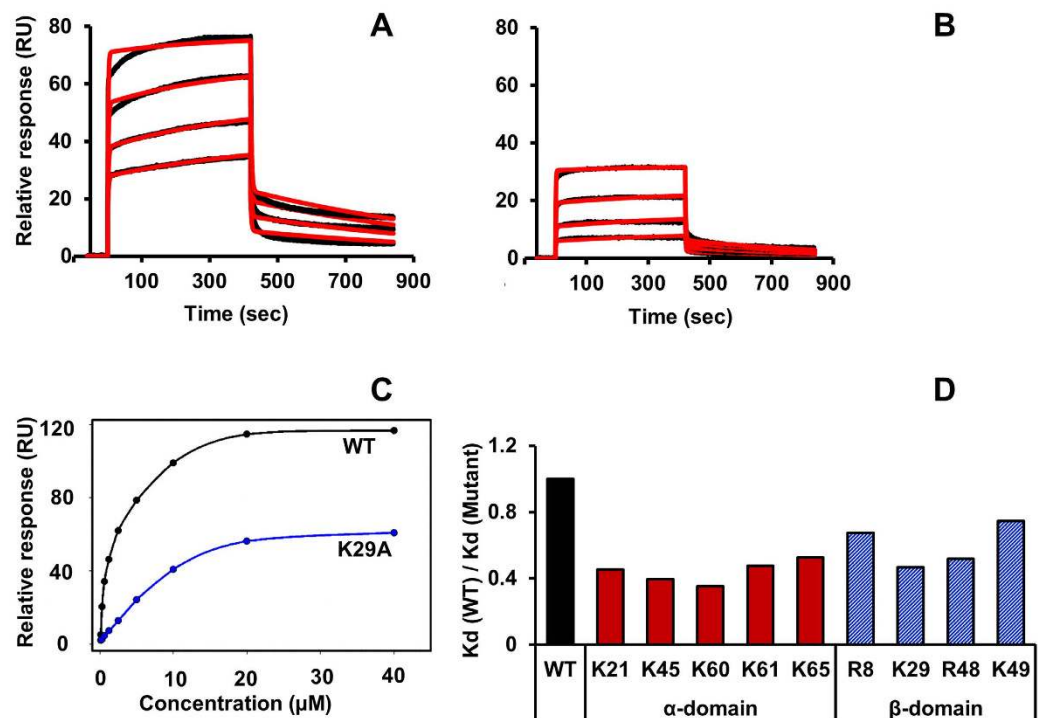 A
Relative response (RU)
80
60
40
20
0
100 300 500 700 900
Time (sec)
B
80
60
40
20
0
100 300 500 700 900
Time (sec)
C
Relative response (RU)
120
80
40
0
WT
K29A
0 10 20 30 40
Concentration (µM)
D
Kd (WT) / Kd (Mutant)
1.2
0.8
0.4
0
WT K21 K45 K60 K61 K65 R8 K29 R48 K49
α-domain β-domain